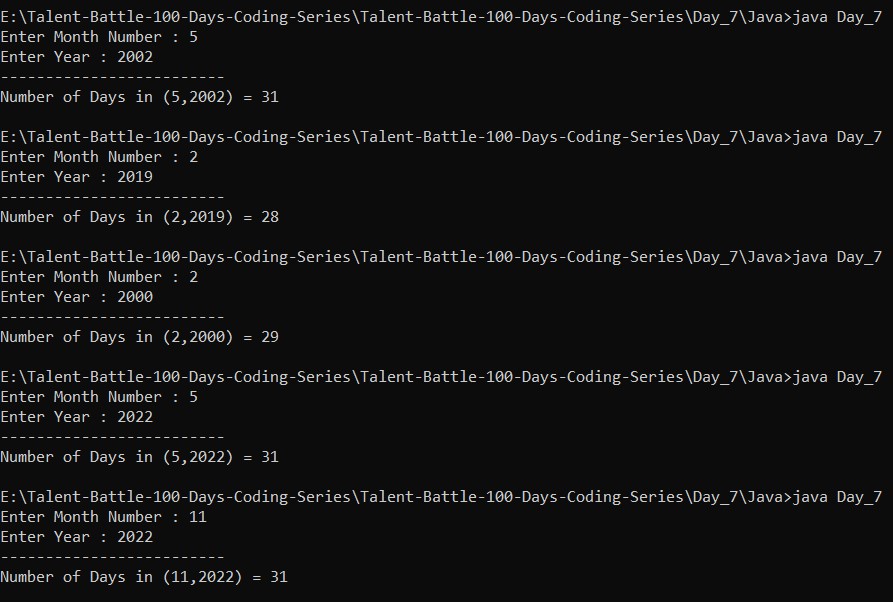 E:\Talent-Battle-100-Days-Coding-Series\Talent-Battle-100-Days-Coding-Series\Day_7\Java>java Day_7
Enter Month Number : 5
Enter Year : 2002
-------------------------
Number of Days in (5,2002) = 31
E:\Talent-Battle-100-Days-Coding-Series\Talent-Battle-100-Days-Coding-Series\Day_7\Java>java Day_7
Enter Month Number : 2
Enter Year : 2019
-------------------------
Number of Days in (2,2019) = 28
E:\Talent-Battle-100-Days-Coding-Series\Talent-Battle-100-Days-Coding-Series\Day_7\Java>java Day_7
Enter Month Number : 2
Enter Year : 2000
-------------------------
Number of Days in (2,2000) = 29
E:\Talent-Battle-100-Days-Coding-Series\Talent-Battle-100-Days-Coding-Series\Day_7\Java>java Day_7
Enter Month Number : 5
Enter Year : 2022
-------------------------
Number of Days in (5,2022) = 31
E:\Talent-Battle-100-Days-Coding-Series\Talent-Battle-100-Days-Coding-Series\Day_7\Java>java Day_7
Enter Month Number : 11
Enter Year : 2022
-------------------------
Number of Days in (11,2022) = 31